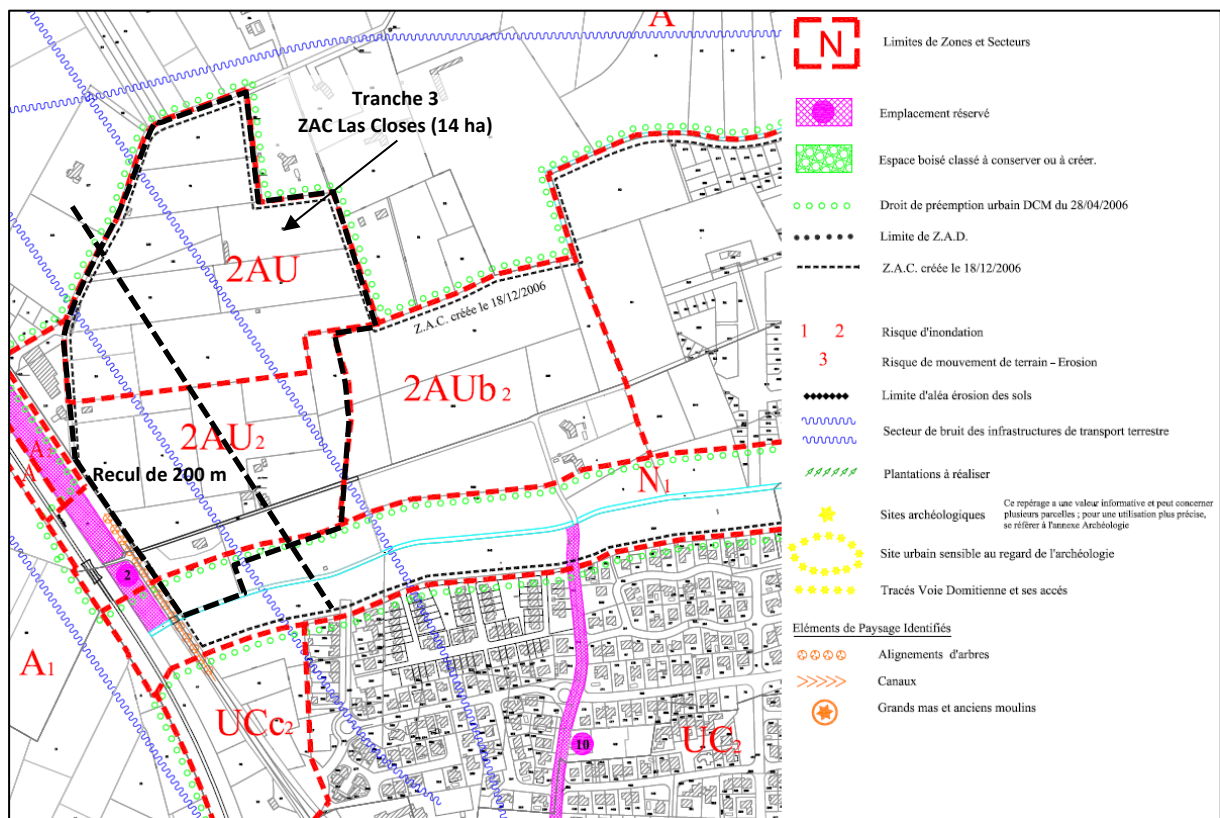 A
Tranche 3
ZAC Las Closes (14 ha)
2AU
Z.A.C. créée le 18/12/2006
2AUb 2
2AU2
Recul de 200 m
N1
A1
UCc2
UC2
2
10
N
Limites de Zones et Secteurs
Emplacement réservé
Espace boisé classé à conserver ou à créer.
Droit de préemption urbain DCM du 28/04/2006
Limite de Z.A.D.
Z.A.C. créée le 18/12/2006
1 2
Risque d'inondation
3
Risque de mouvement de terrain – Erosion
Limite d'aléa érosion des sols
Secteur de bruit des infrastructures de transport terrestre
Plantations à réaliser
Sites archéologiques
Ce repérage a une valeur informative et peut concerner
plusieurs parcelles ; pour une utilisation plus précise,
se référer à l'annexe Archéologie
Site urbain sensible au regard de l'archéologie
Tracés Voie Domitienne et ses accés
Eléments de Paysage Identifiés
Alignements d'arbres
Canaux
Grands mas et anciens moulins